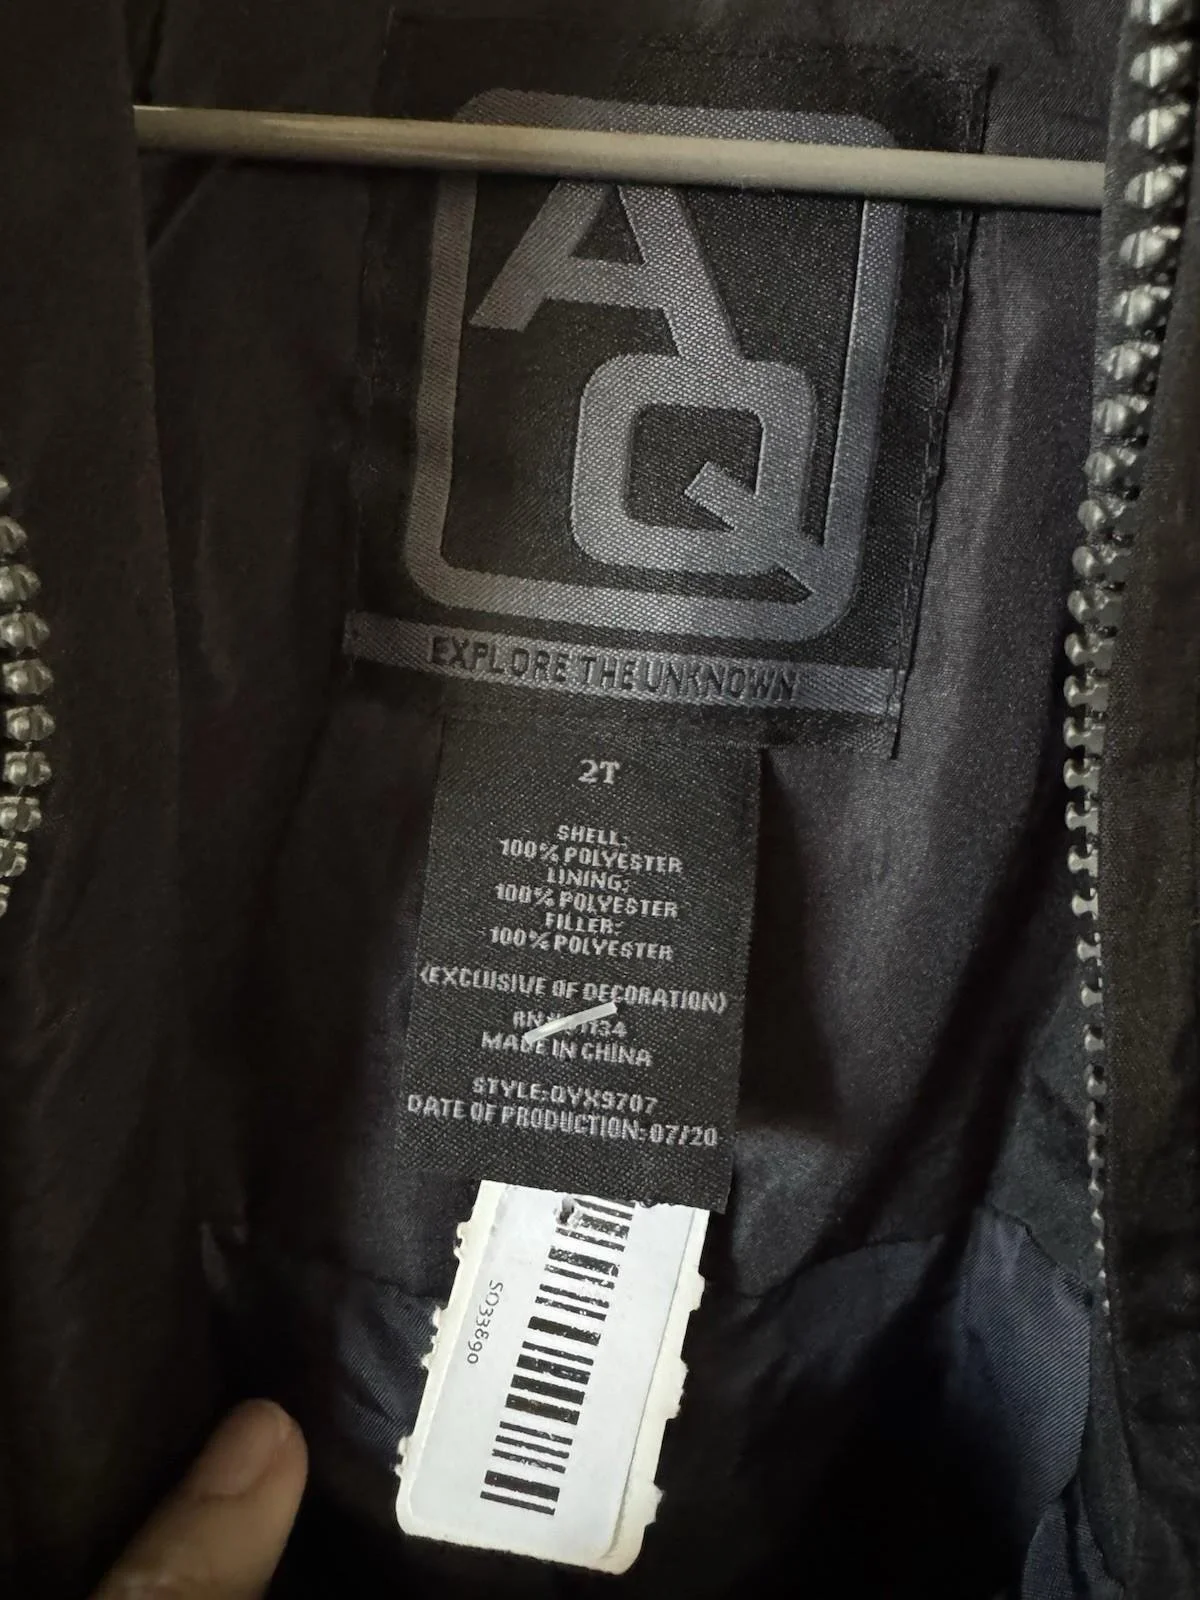 AQ
EXPLORE THE UNKNOWN
2T
SHELL:
100% POLYESTER
LINING:
100% POLYESTER
FILLER:
100% POLYESTER
(EXCLUSIVE OF DECORATION)
MADE IN CHINA
STYLE:QYX9707
DATE OF PRODUCTION: 07/20
SO33890